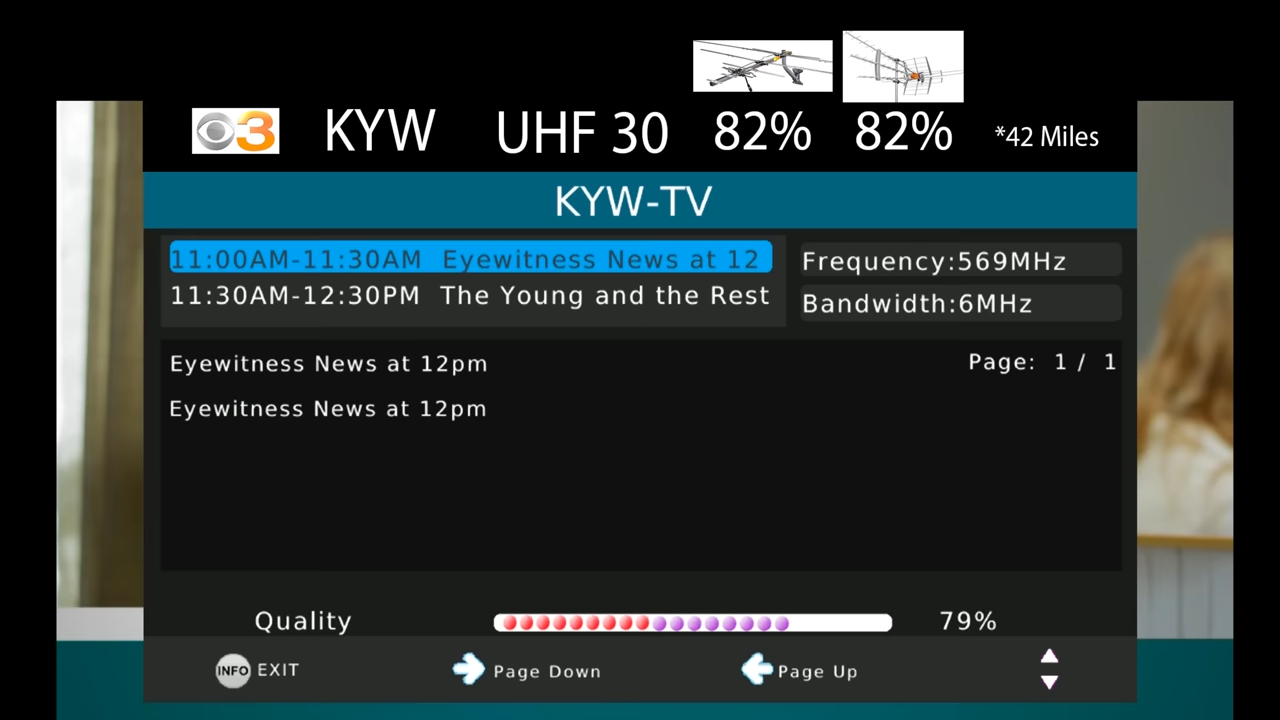 3 KYW UHF 30 82% 82% *42 Miles
KYW-TV
11:00AM-11:30AM Eyewitness News at 12
Frequency:569MHz
11:30AM-12:30PM The Young and the Rest
Bandwidth:6MHz
Eyewitness News at 12pm
Page: 1 / 1
Eyewitness News at 12pm
Quality 79%
INFO EXIT Page Down Page Up